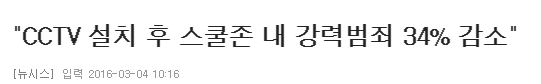 "CCTV 설치 후 스쿨존 내 강력범죄 34% 감소"
[뉴시스] 입력 2016-03-04 10:16